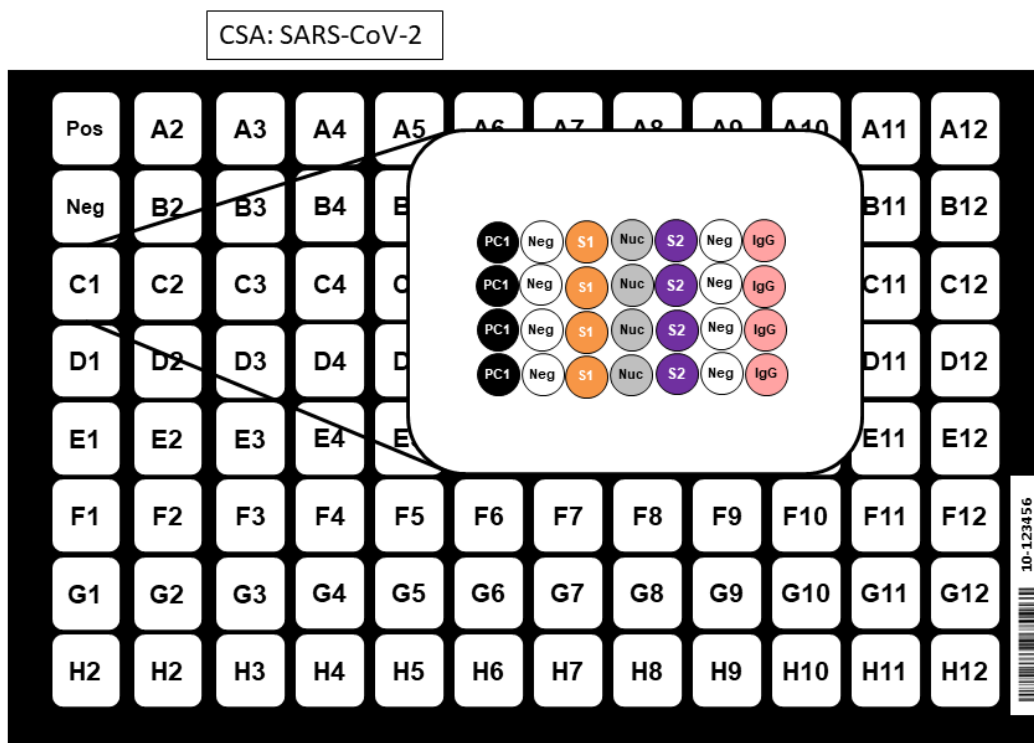 CSA: SARS-CoV-2
Pos A2 A3 A4 A5 A6 A7 A8 A9 A10 A11 A12
Neg B2 B3 B4 B11 B12
C1 C2 C3 C4 C11 C12
D1 D2 D3 D4 D11 D12
E1 E2 E3 E4 E11 E12
F1 F2 F3 F4 F5 F6 F7 F8 F9 F10 F11 F12
G1 G2 G3 G4 G5 G6 G7 G8 G9 G10 G11 G12
H2 H2 H3 H4 H5 H6 H7 H8 H9 H10 H11 H12
PC1 Neg S1 Nuc S2 Neg IgG
PC1 Neg S1 Nuc S2 Neg IgG
PC1 Neg S1 Nuc S2 Neg IgG
PC1 Neg S1 Nuc S2 Neg IgG
10-123456